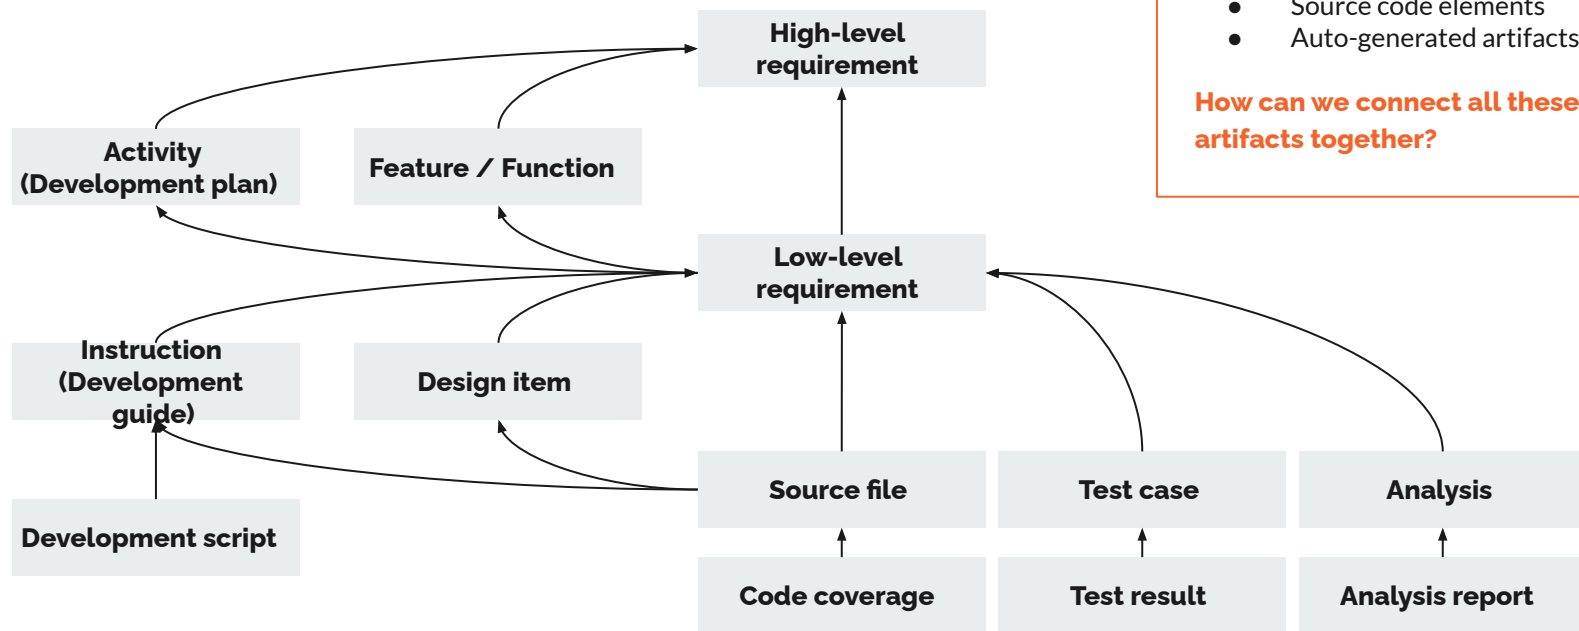 Source code elements
Auto-generated artifacts
How can we connect all these
artifacts together?
High-level
requirement
Activity
(Development plan)
Feature / Function
Low-level
requirement
Instruction
(Development
guide)
Design item
Source file
Test case
Analysis
Development script
Code coverage
Test result
Analysis report